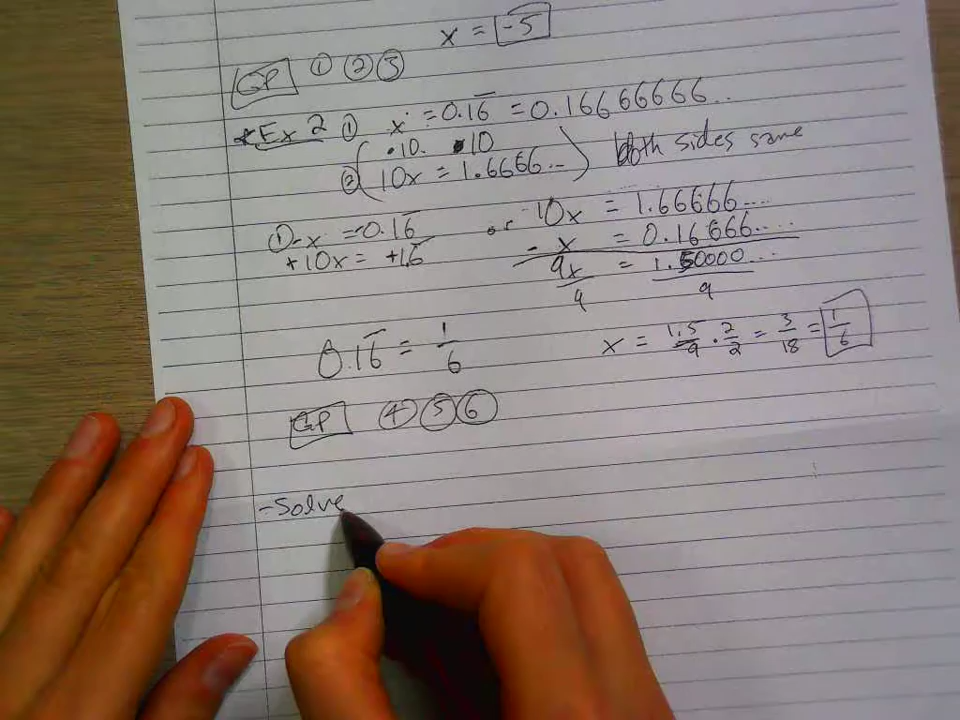 x = -5
GP ① ② ③
*Ex 2 ① x = 0.16̅ = 0.16666666...
·10 ·10
② (10x = 1.6666...) both sides same
① -x = -0.16̅ or 10x = 1.66666....
+10x = +1.6̅ - x = 0.16666....
9x = 1.50000...
9 9
0.16̅ = 1/6 x = 1.5/9 · 2/2 = 3/18 = 1/6
GP ④ ⑤ ⑥
-Solve